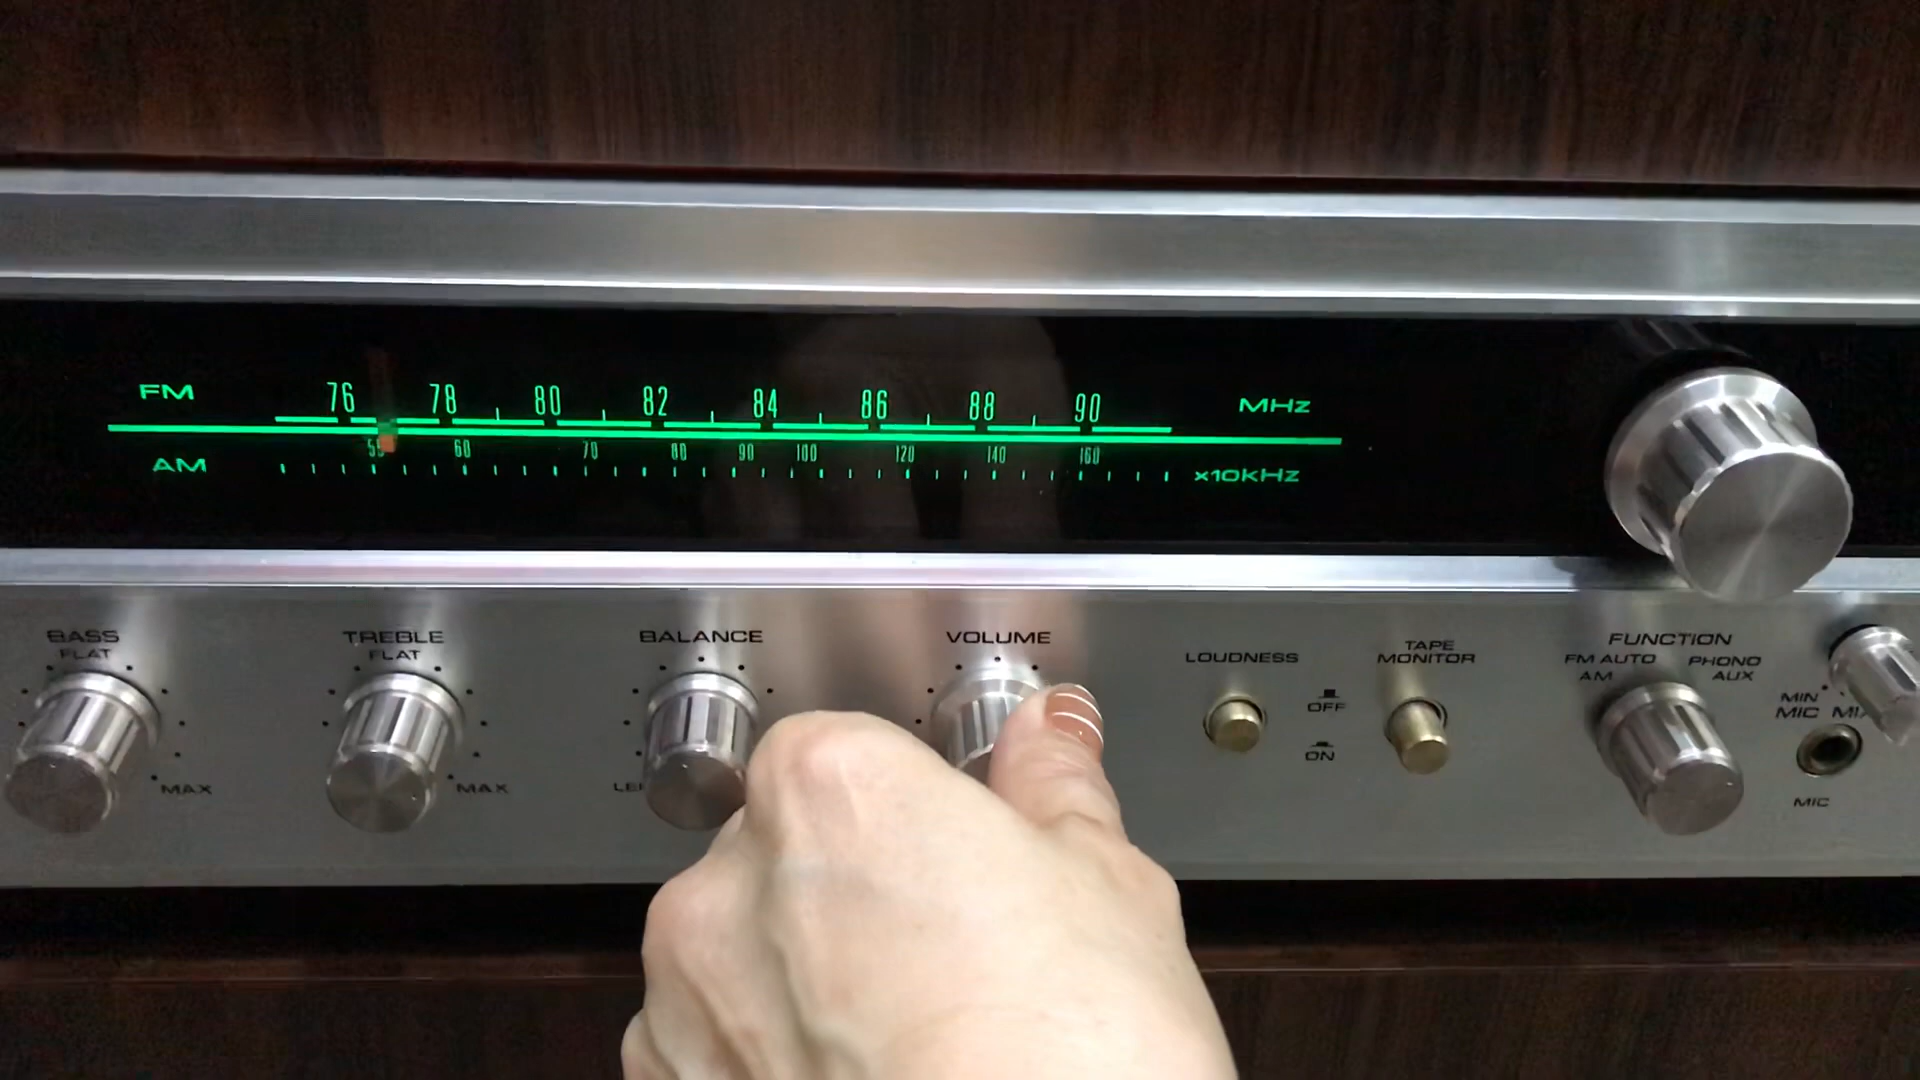 FM 76 78 80 82 84 86 88 90 MHz
AM 60 70 80 90 100 120 140 160 x10KHz
BASS
FLAT
MAX
TREBLE
FLAT
MAX
BALANCE
VOLUME
LOUDNESS
OFF
ON
TAPE
MONITOR
FUNCTION
FM AUTO PHONO
AM AUX
MIN
MIC
MIC